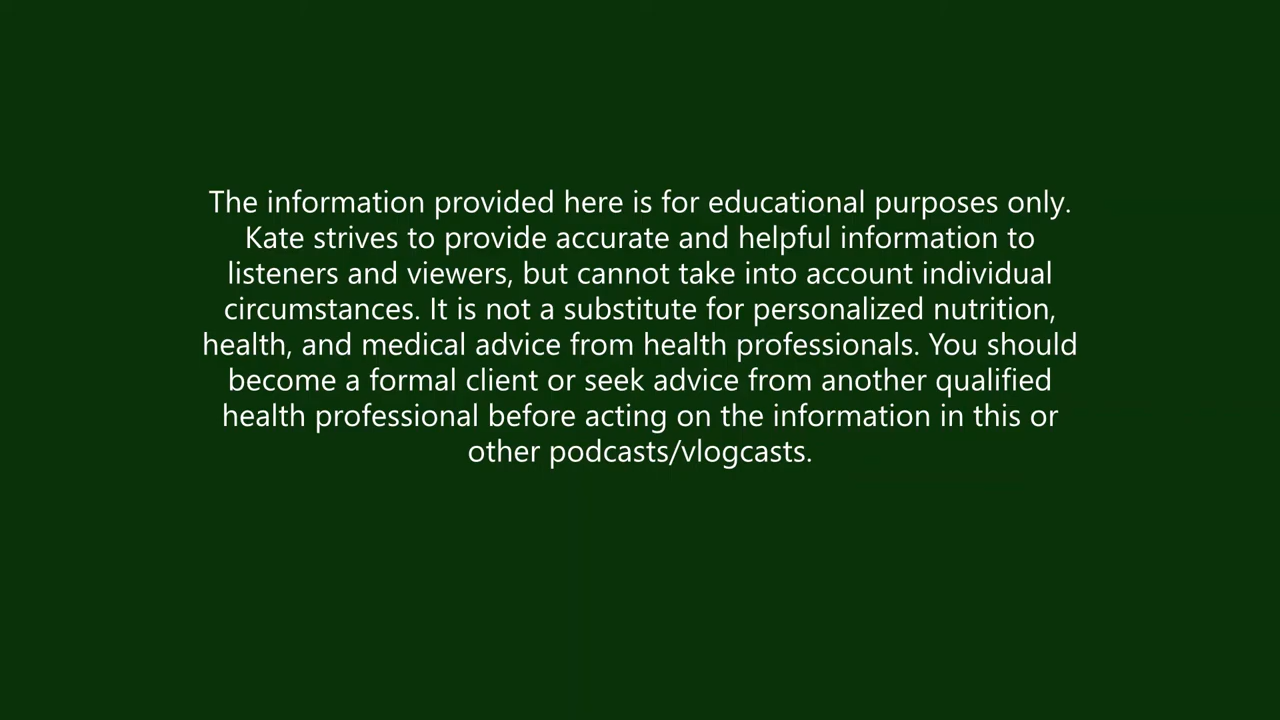 The information provided here is for educational purposes only.
Kate strives to provide accurate and helpful information to
listeners and viewers, but cannot take into account individual
circumstances. It is not a substitute for personalized nutrition,
health, and medical advice from health professionals. You should
become a formal client or seek advice from another qualified
health professional before acting on the information in this or
other podcasts/vlogcasts.